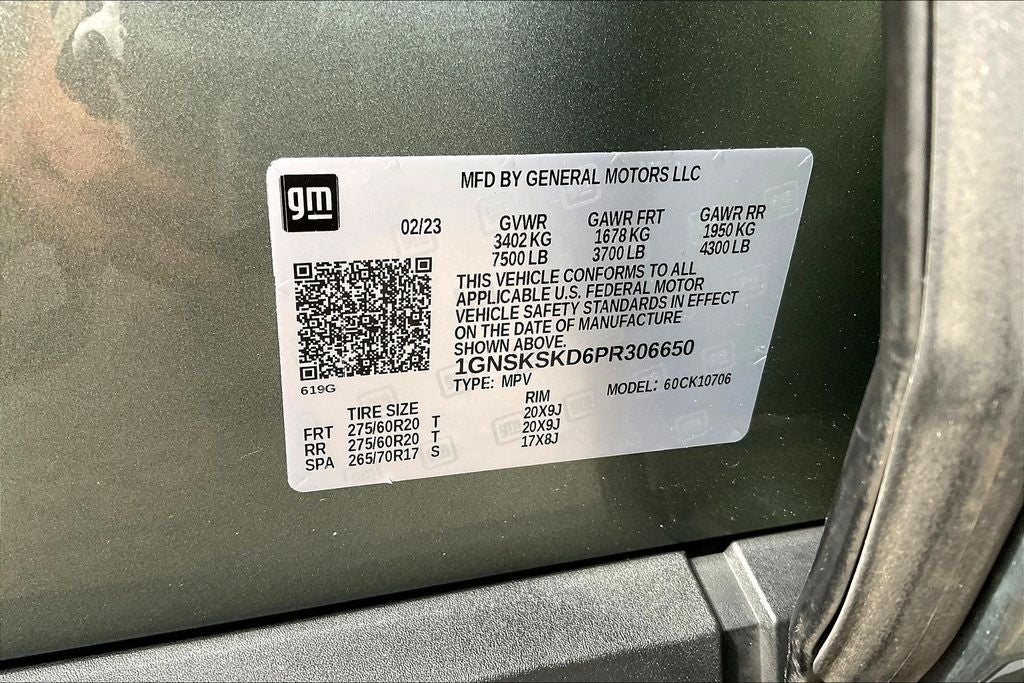 gm
MFD BY GENERAL MOTORS LLC
02/23
GVWR
3402 KG
7500 LB
GAWR FRT
1678 KG
3700 LB
GAWR RR
1950 KG
4300 LB
THIS VEHICLE CONFORMS TO ALL
APPLICABLE U.S. FEDERAL MOTOR
VEHICLE SAFETY STANDARDS IN EFFECT
ON THE DATE OF MANUFACTURE
SHOWN ABOVE.
1GNSKSKD6PR306650
TYPE: MPV
MODEL: 60CK10706
619G
TIRE SIZE
RIM
FRT 275/60R20 T 20X9J
RR 275/60R20 T 20X9J
SPA 265/70R17 S 17X8J